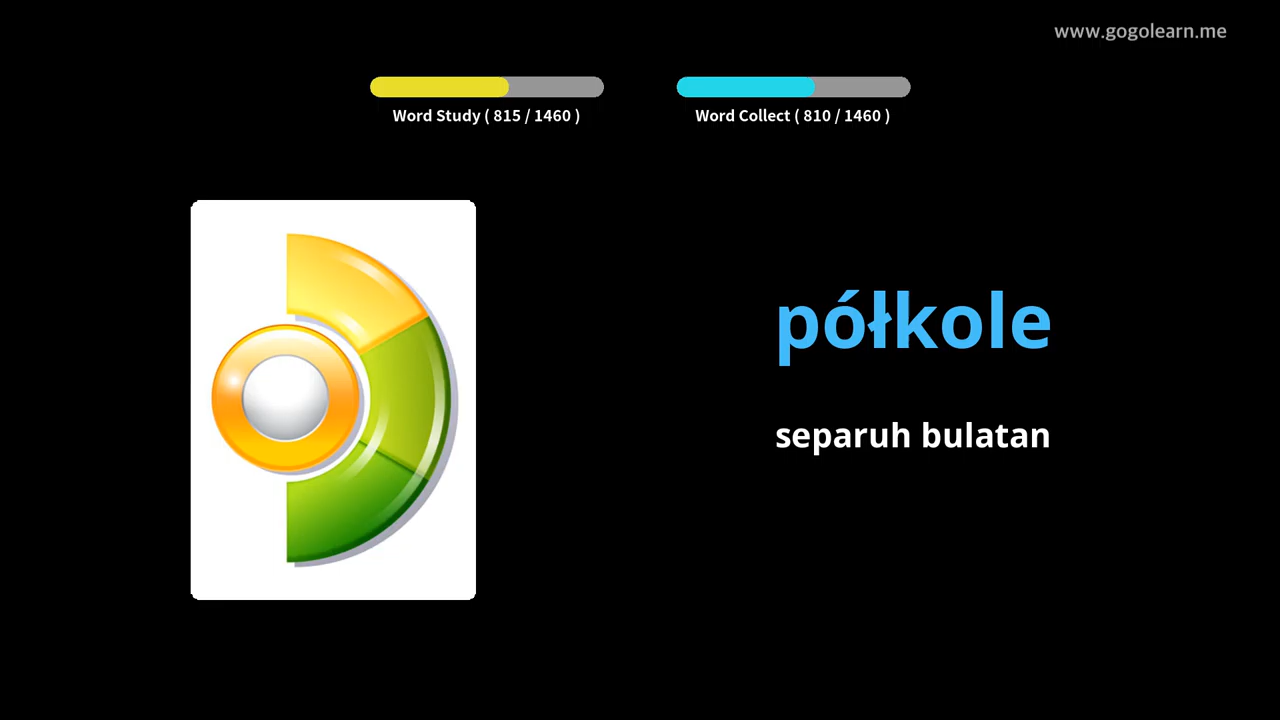 www.gogolearn.me
Word Study ( 815 / 1460 )
Word Collect ( 810 / 1460 )
półkole
separuh bulatan